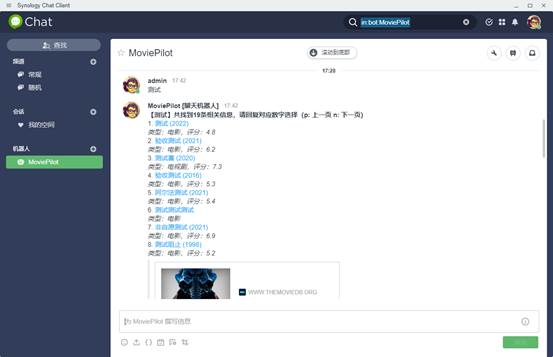 Synology Chat Client
Chat
in:bot:MoviePilot
查找
频道
常规
随机
会话
我的空间
机器人
MoviePilot
MoviePilot
滚动到底部
17:28
admin 17:42
测试
MoviePilot [聊天机器人] 17:42
【测试】共找到19条相关信息，请回复对应数字选择（p: 上一页 n: 下一页）
1. 测试 (2022)
类型：电影，评分：4.8
2. 验收测试 (2021)
类型：电影，评分：6.2
3. 测试署 (2020)
类型：电视剧，评分：7.3
4. 验收测试 (2016)
类型：电影，评分：5.3
5. 阿尔法测试 (2021)
类型：电影，评分：5.4
6. 测试测试测试
类型：电影
7. 非自愿测试 (2021)
类型：电影，评分：6.9
8. 测试阻止 (1998)
类型：电影，评分：5.2
WWW.THEMOVIEDB.ORG
为 MoviePilot 撰写信息